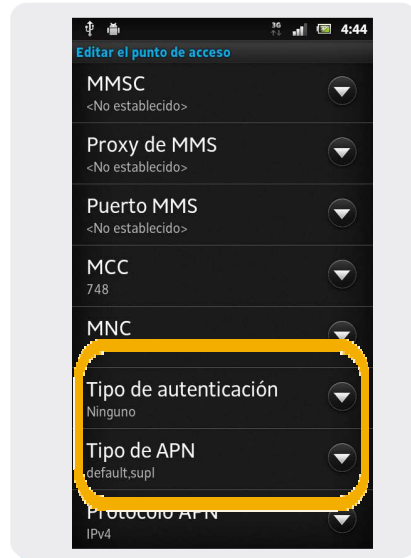 3G
4:44
Editar el punto de acceso
MMSC
<No establecido>
Proxy de MMS
<No establecido>
Puerto MMS
<No establecido>
MCC
748
MNC
Tipo de autenticación
Ninguno
Tipo de APN
default,supl
Protocolo APN
IPv4